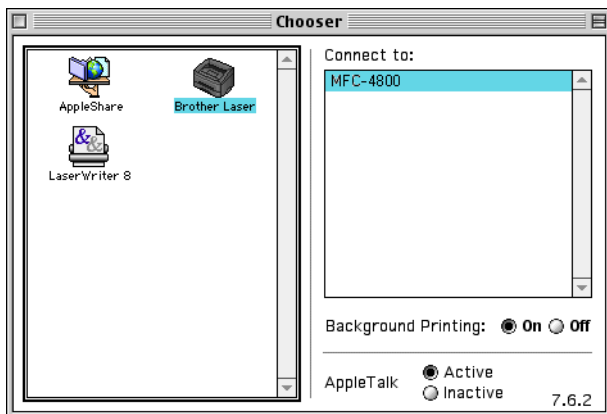 Chooser
AppleShare
Brother Laser
LaserWriter 8
Connect to:
MFC-4800
Background Printing: On Off
AppleTalk
Active
Inactive
7.6.2